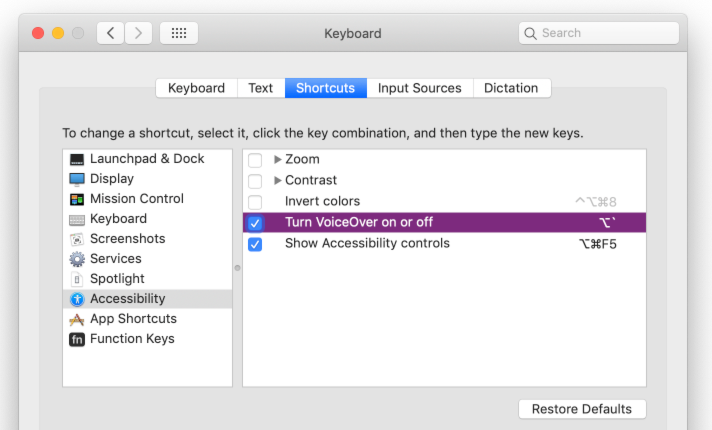 Keyboard
Search
Keyboard Text Shortcuts Input Sources Dictation
To change a shortcut, select it, click the key combination, and then type the new keys.
Launchpad & Dock
Display
Mission Control
Keyboard
Screenshots
Services
Spotlight
Accessibility
App Shortcuts
fn Function Keys
Zoom
Contrast
Invert colors ^⌥⌘8
Turn VoiceOver on or off ⌥`
Show Accessibility controls ⌥⌘F5
Restore Defaults